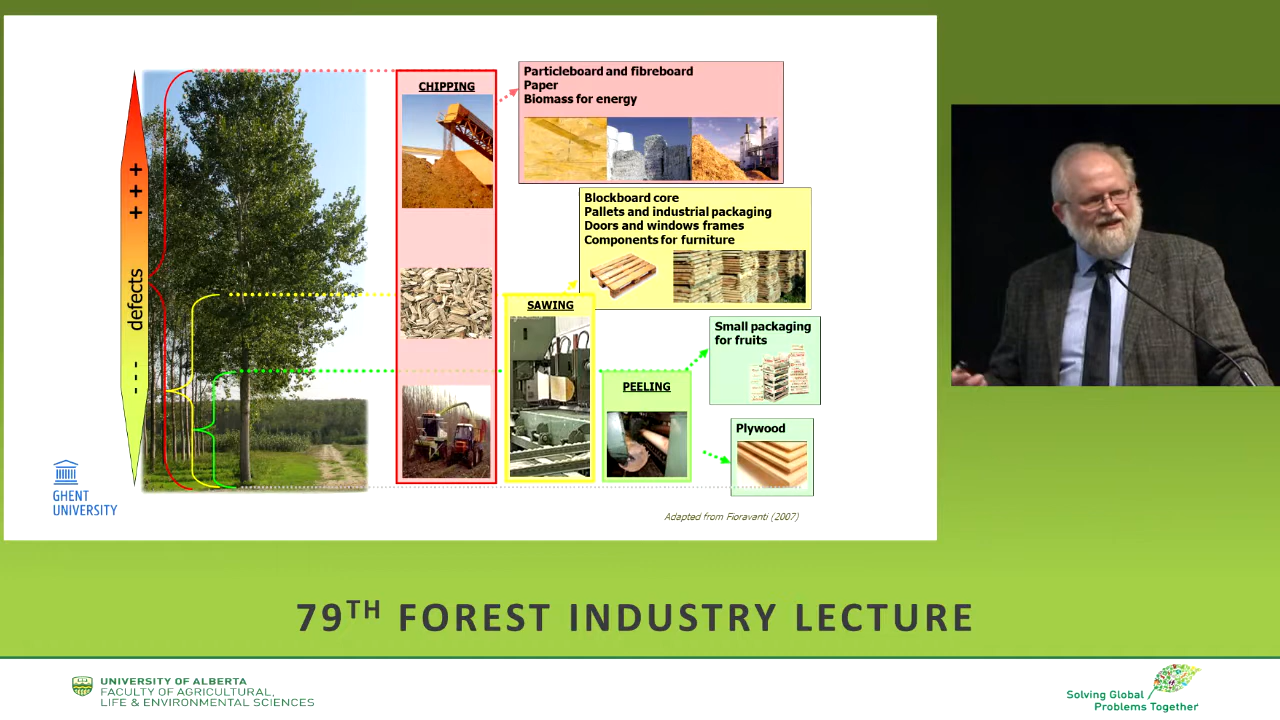 CHIPPING
Particleboard and fibreboard
Paper
Biomass for energy
Blockboard core
Pallets and industrial packaging
Doors and windows frames
Components for furniture
+ + +
defects
- - -
SAWING
Small packaging
for fruits
PEELING
Plywood
GHENT
UNIVERSITY
Adapted from Fioravanti (2007)
79TH FOREST INDUSTRY LECTURE
UNIVERSITY OF ALBERTA
FACULTY OF AGRICULTURAL,
LIFE & ENVIRONMENTAL SCIENCES
Solving Global
Problems Together